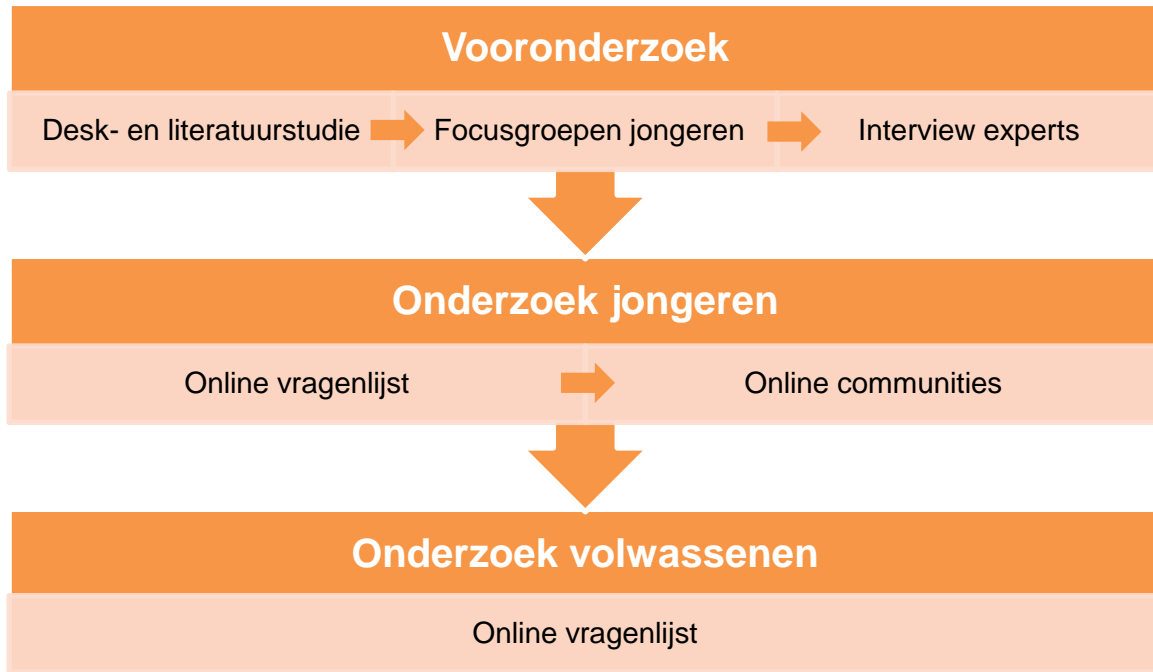 Vooronderzoek
Desk- en literatuurstudie
Focusgroepen jongeren
Interview experts
Onderzoek jongeren
Online vragenlijst
Online communities
Onderzoek volwassenen
Online vragenlijst